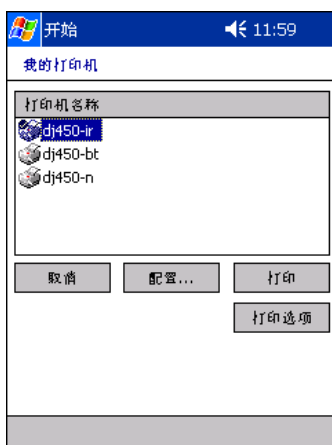 开始 11:59
我的打印机
打印机名称
dj450-ir
dj450-bt
dj450-n
取消 配置... 打印
打印选项